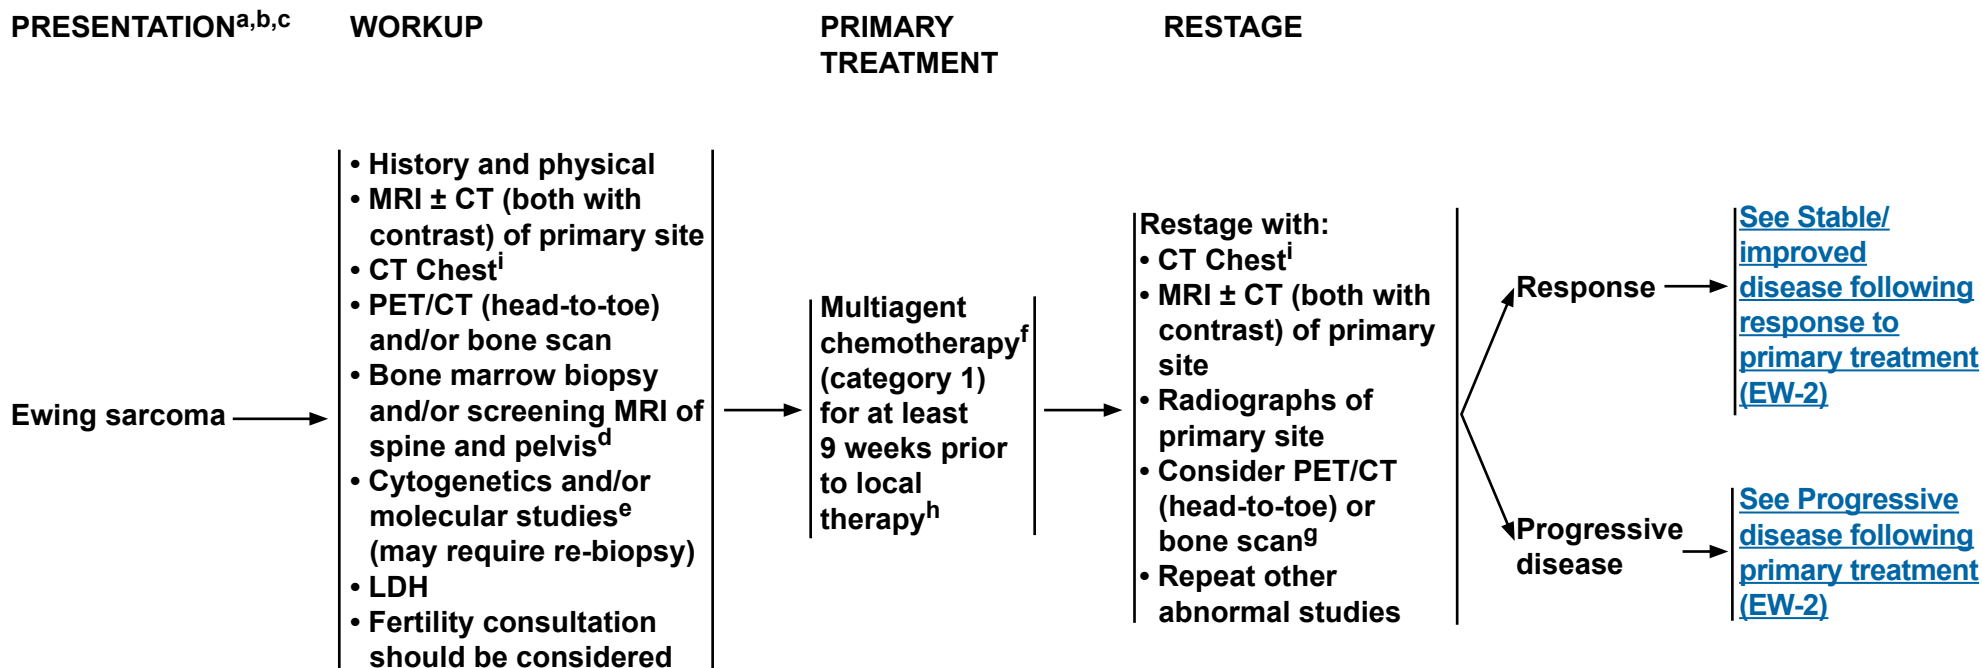 PRESENTATIONa,b,c
WORKUP
PRIMARY
TREATMENT
RESTAGE
Ewing sarcoma
• History and physical
• MRI ± CT (both with
contrast) of primary site
• CT Chesti
• PET/CT (head-to-toe)
and/or bone scan
• Bone marrow biopsy
and/or screening MRI of
spine and pelvisd
• Cytogenetics and/or
molecular studiese
(may require re-biopsy)
• LDH
• Fertility consultation
should be considered
Multiagent
chemotherapyf
(category 1)
for at least
9 weeks prior
to local
therapyh
Restage with:
• CT Chesti
• MRI ± CT (both with
contrast) of primary
site
• Radiographs of
primary site
• Consider PET/CT
(head-to-toe) or
bone scang
• Repeat other
abnormal studies
Response
See Stable/
improved
disease following
response to
primary treatment
(EW-2)
Progressive
disease
See Progressive
disease following
primary treatment
(EW-2)